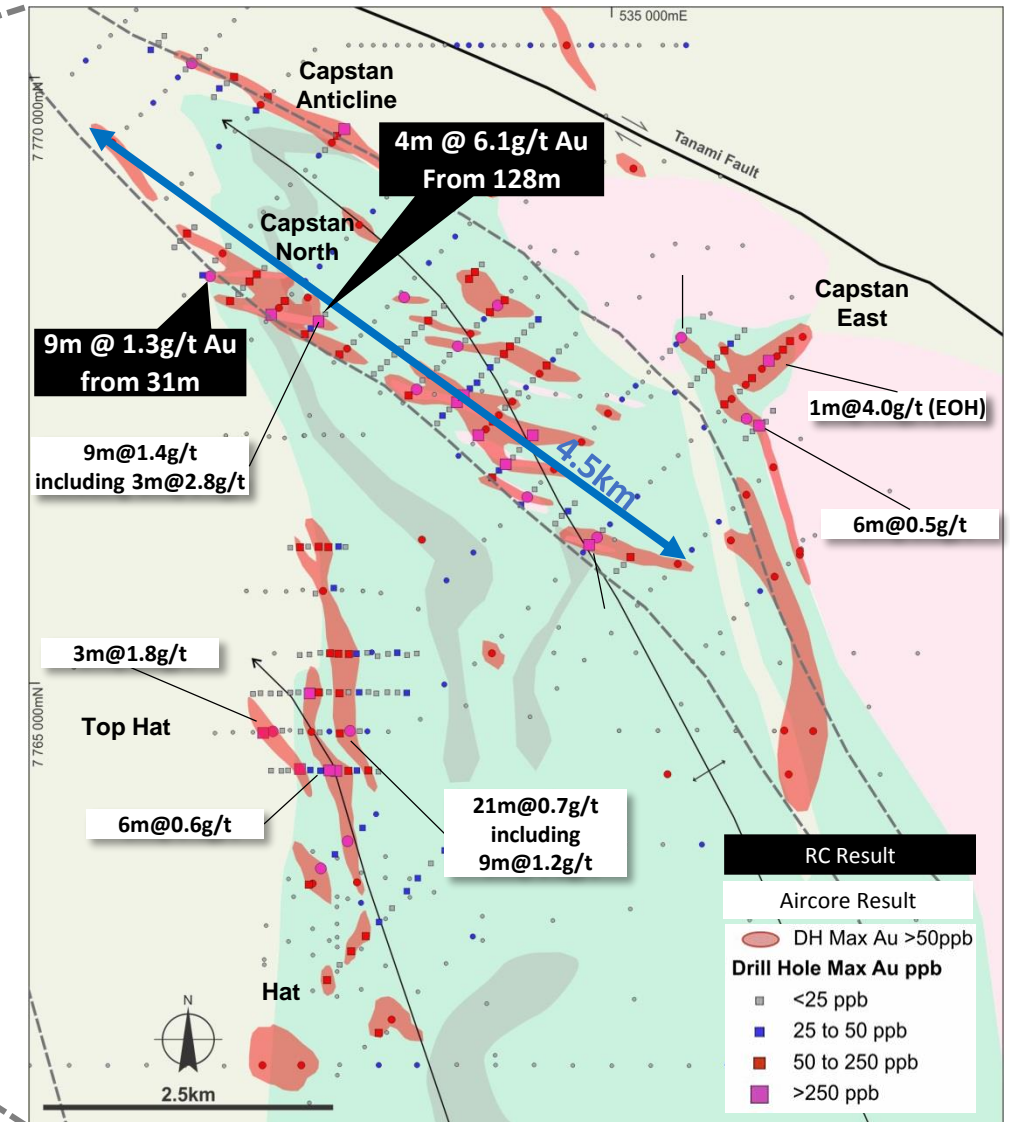 535 000mE
7 770 000mN
Capstan
Anticline
Tanami Fault
4m @ 6.1g/t Au
From 128m
Capstan
North
Capstan
East
9m @ 1.3g/t Au
from 31m
1m@4.0g/t (EOH)
9m@1.4g/t
including 3m@2.8g/t
4.5km
6m@0.5g/t
3m@1.8g/t
7 765 000mN
Top Hat
6m@0.6g/t
21m@0.7g/t
including
9m@1.2g/t
Hat
N
2.5km
RC Result
Aircore Result
DH Max Au >50ppb
Drill Hole Max Au ppb
<25 ppb
25 to 50 ppb
50 to 250 ppb
>250 ppb